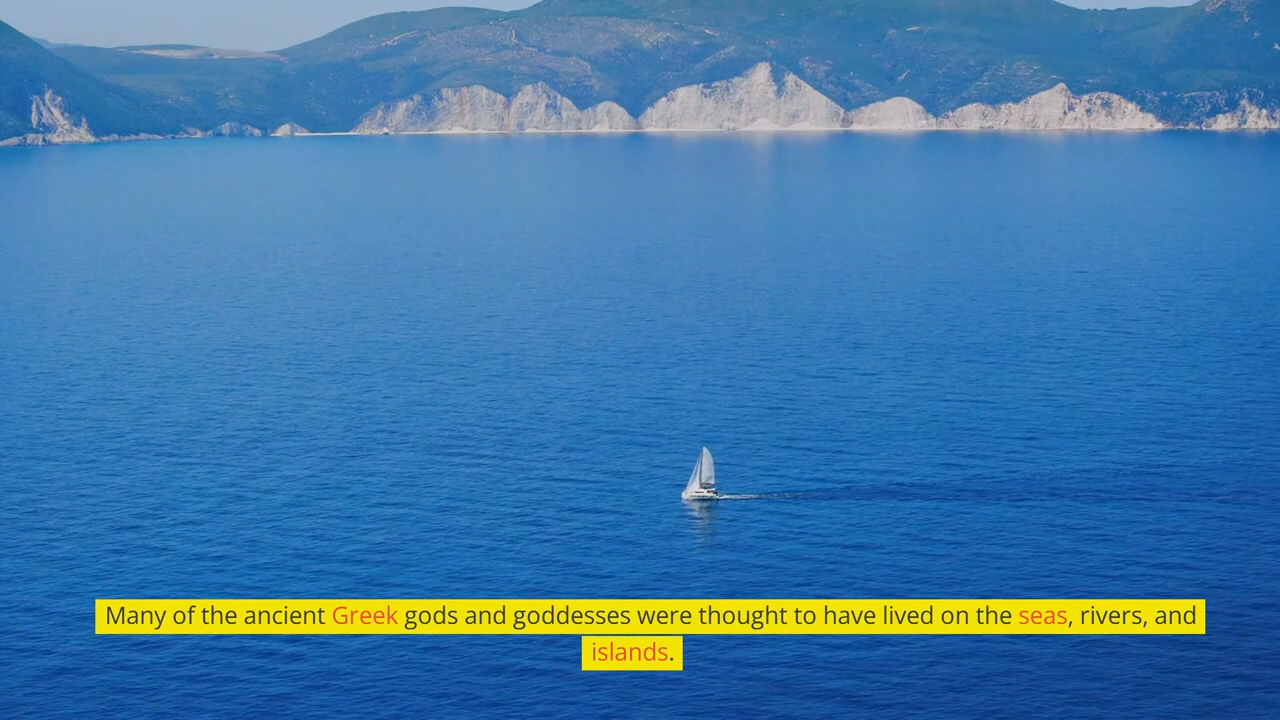 Many of the ancient Greek gods and goddesses were thought to have lived on the seas, rivers, and
islands.